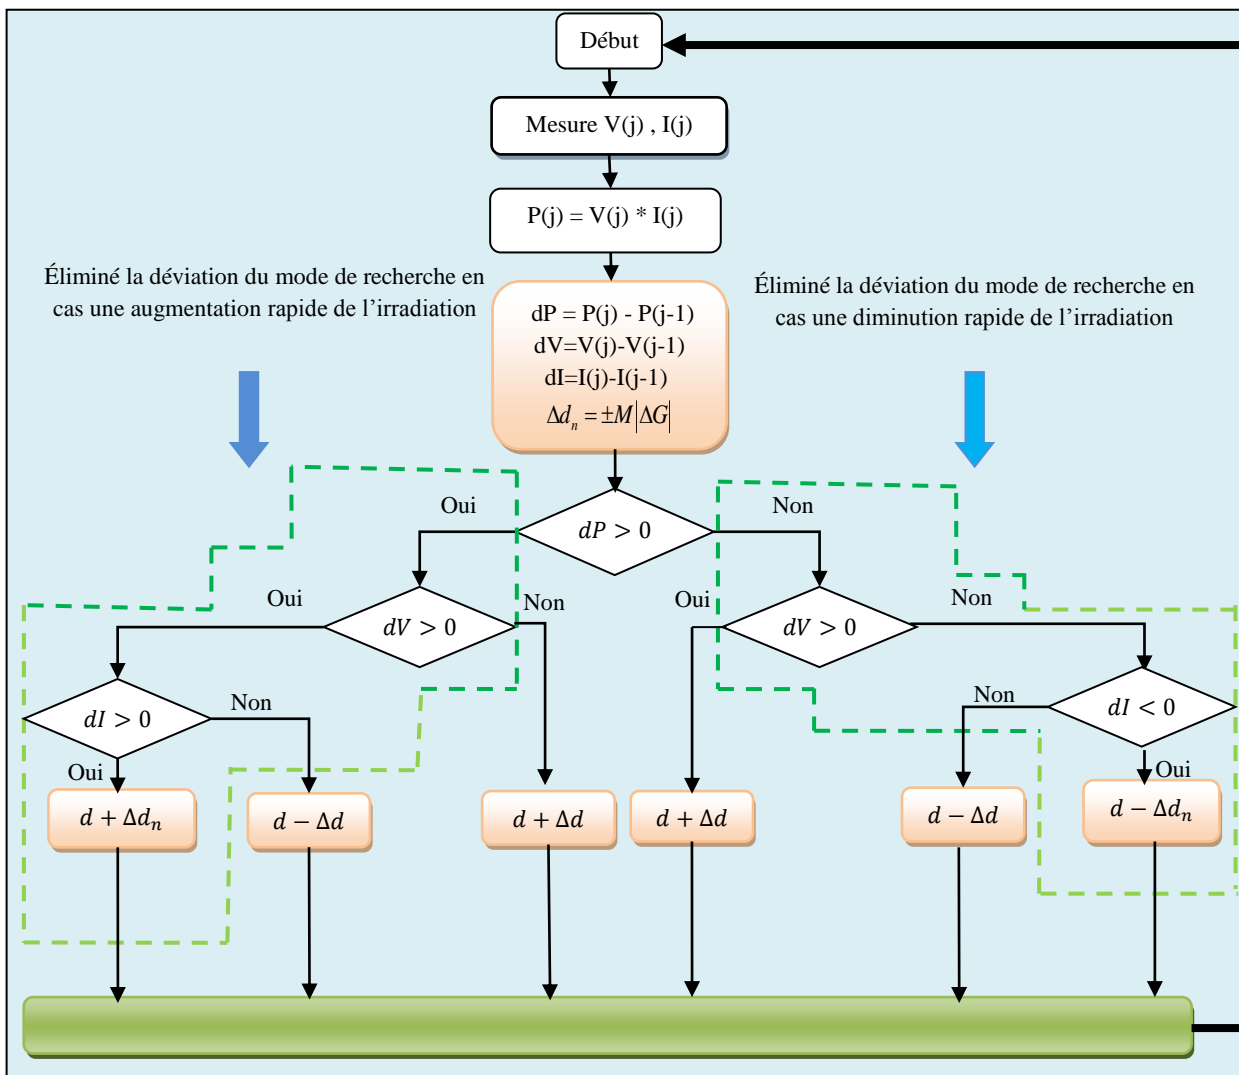 Début
Mesure V(j) , I(j)
P(j) = V(j) * I(j)
Éliminé la déviation du mode de recherche en
cas une augmentation rapide de l’irradiation
Éliminé la déviation du mode de recherche en
cas une diminution rapide de l’irradiation
dP = P(j) - P(j-1)
dV=V(j)-V(j-1)
dI=I(j)-I(j-1)
Δd_n = ±M|ΔG|
Oui
dP > 0
Non
Oui
dV > 0
Non
Oui
dV > 0
Non
dI > 0
Non
Non
dI < 0
Oui
Oui
d + Δd_n
d − Δd
d + Δd
d + Δd
d − Δd
d − Δd_n